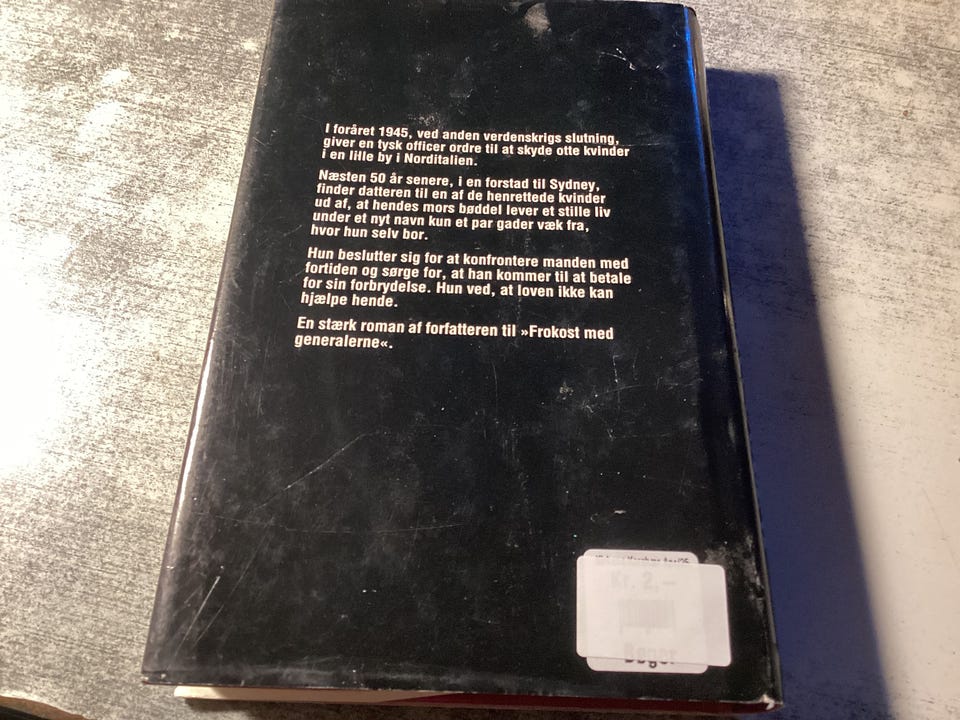 I foråret 1945, ved anden verdenskrigs slutning,
giver en tysk officer ordre til at skyde otte kvinder
i en lille by i Norditalien.
Næsten 50 år senere, i en forstad til Sydney,
finder datteren til en af de henrettede kvinder
ud af, at hendes mors bøddel lever et stille liv
under et nyt navn kun et par gader væk fra,
hvor hun selv bor.
Hun beslutter sig for at konfrontere manden med
fortiden og sørge for, at han kommer til at betale
for sin forbrydelse. Hun ved, at loven ikke kan
hjælpe hende.
En stærk roman af forfatteren til »Frokost med
generalerne«.
Kr. 2,-
Bøger